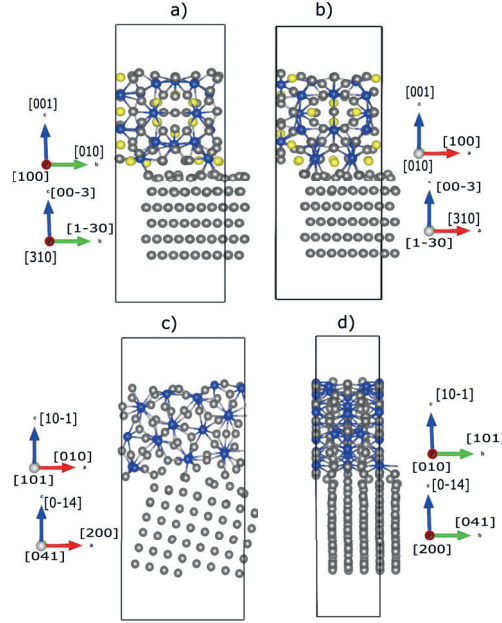 a)
b)
[001]
c
[010]
b
[100]
[00-3]
c
[1-30]
b
[310]
[001]
c
[100]
a
[010]
[00-3]
c
[310]
a
[1-30]
c)
d)
[10-1]
c
[010]
a
[101]
[0-14]
c
[200]
a
[041]
[10-1]
c
[101]
b
[010]
[0-14]
c
[041]
b
[200]